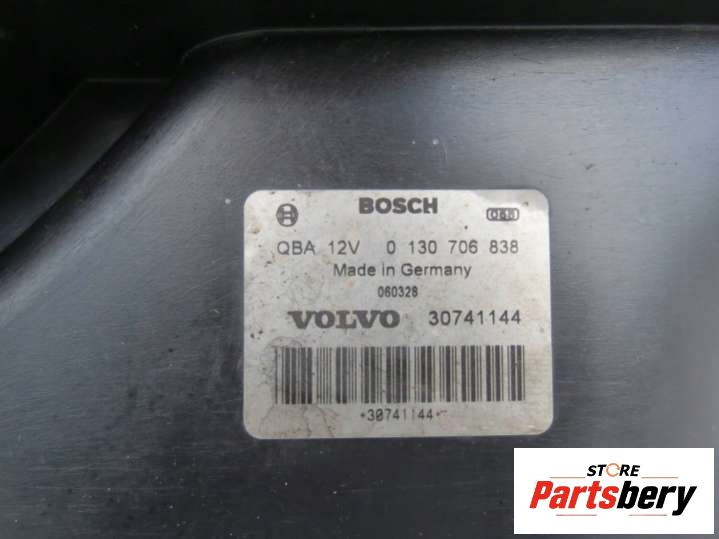 BOSCH
QBA 12V 0 130 706 838
Made in Germany
060328
VOLVO 30741144
*30741144*
STORE
Partsbery